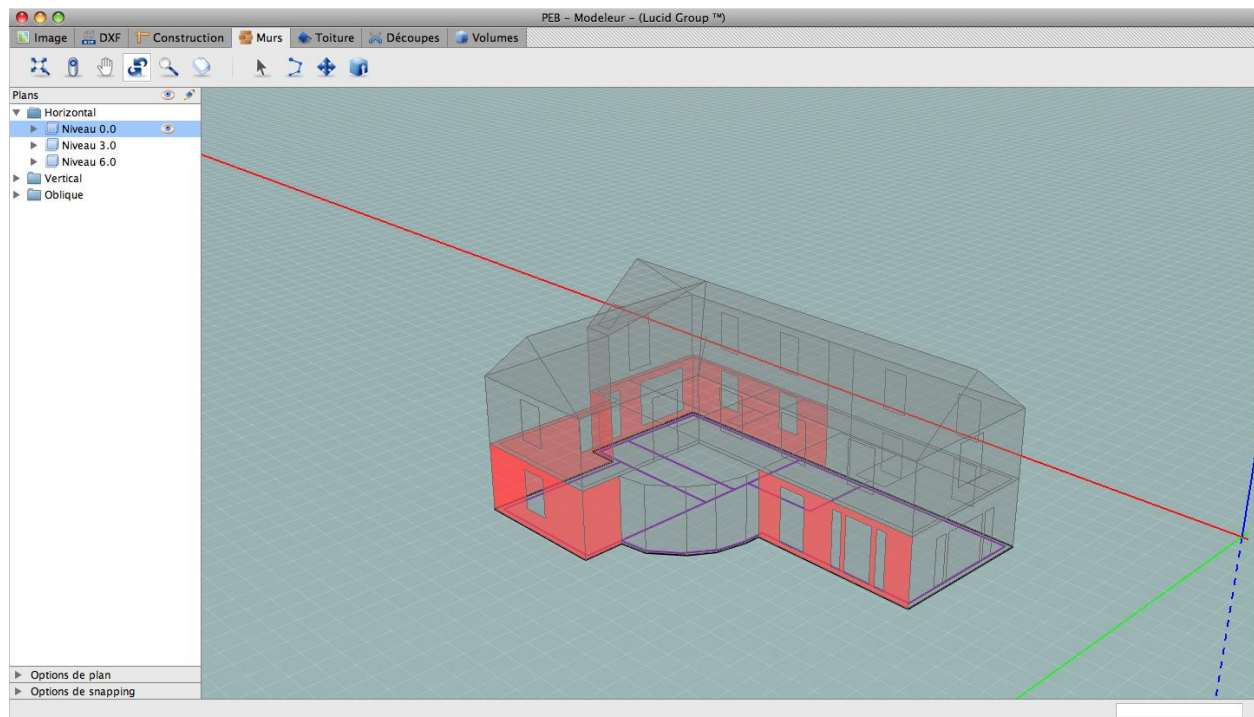 PEB – Modeleur – (Lucid Group ™)
Image DXF Construction Murs Toiture Découpes Volumes
Plans
Horizontal
Niveau 0.0
Niveau 3.0
Niveau 6.0
Vertical
Oblique
Options de plan
Options de snapping